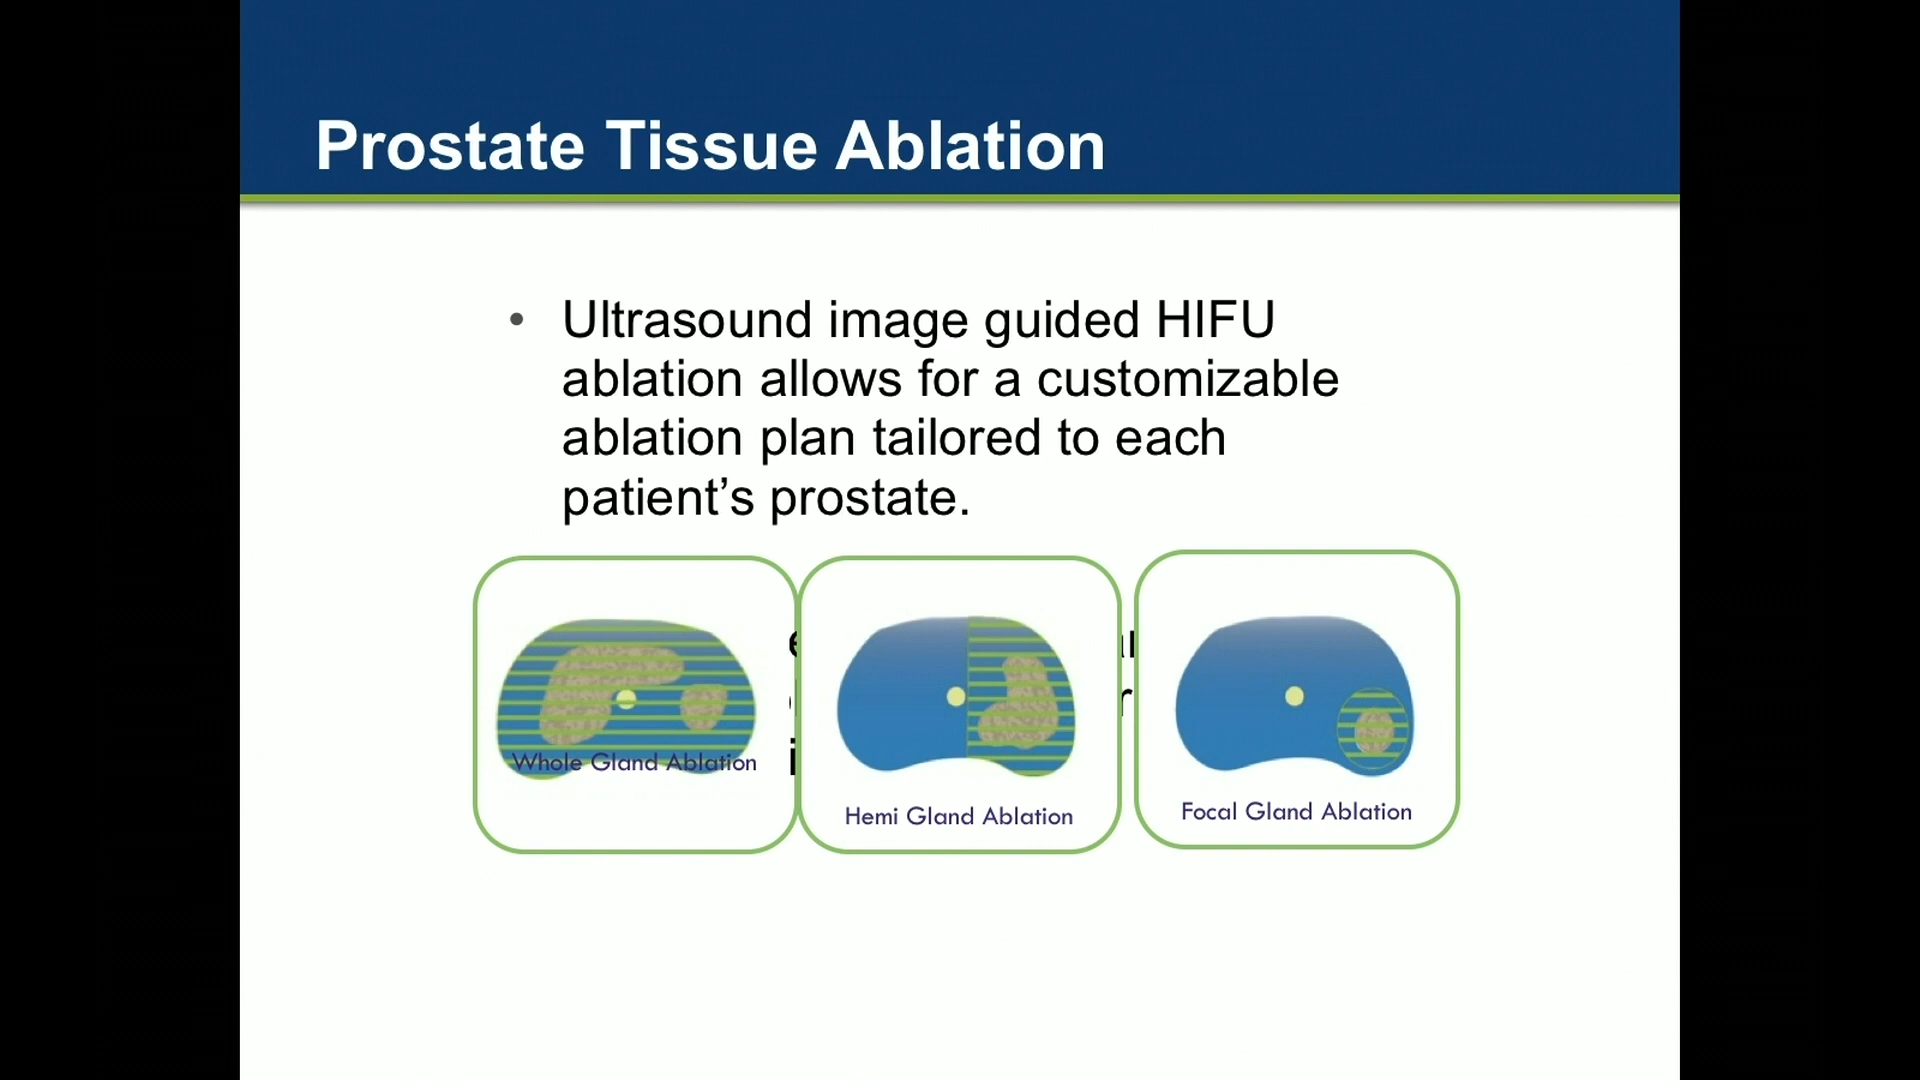 Prostate Tissue Ablation
• Ultrasound image guided HIFU
ablation allows for a customizable
ablation plan tailored to each
patient’s prostate.
Whole Gland Ablation
Hemi Gland Ablation
Focal Gland Ablation